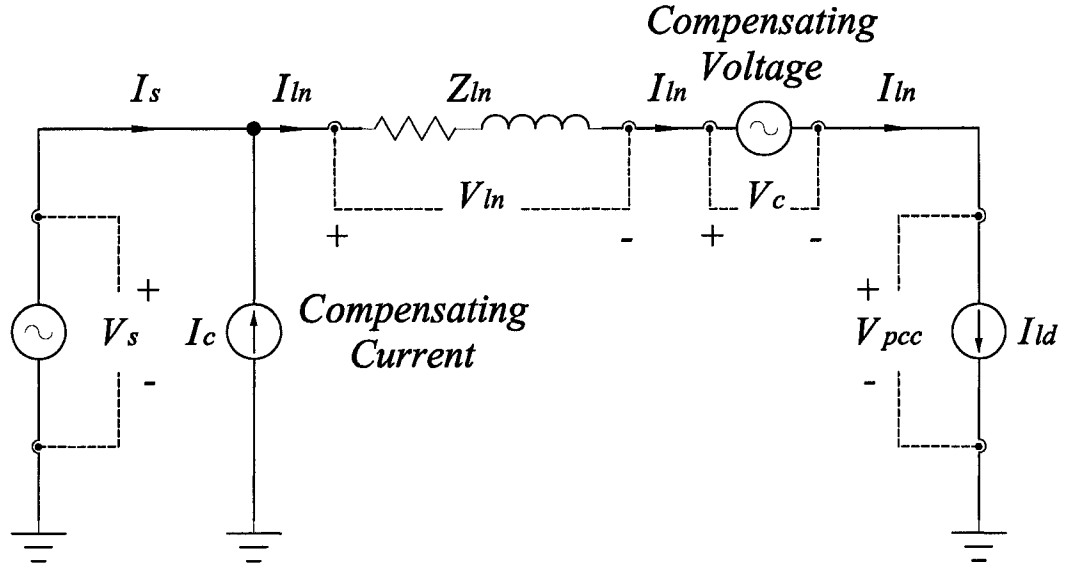 Compensating
Voltage
Is
Iln
Zln
Iln
Iln
Vln
Vc
+
-
+
-
+
Vs
-
Ic
Compensating
Current
+
Vpcc
-
Ild